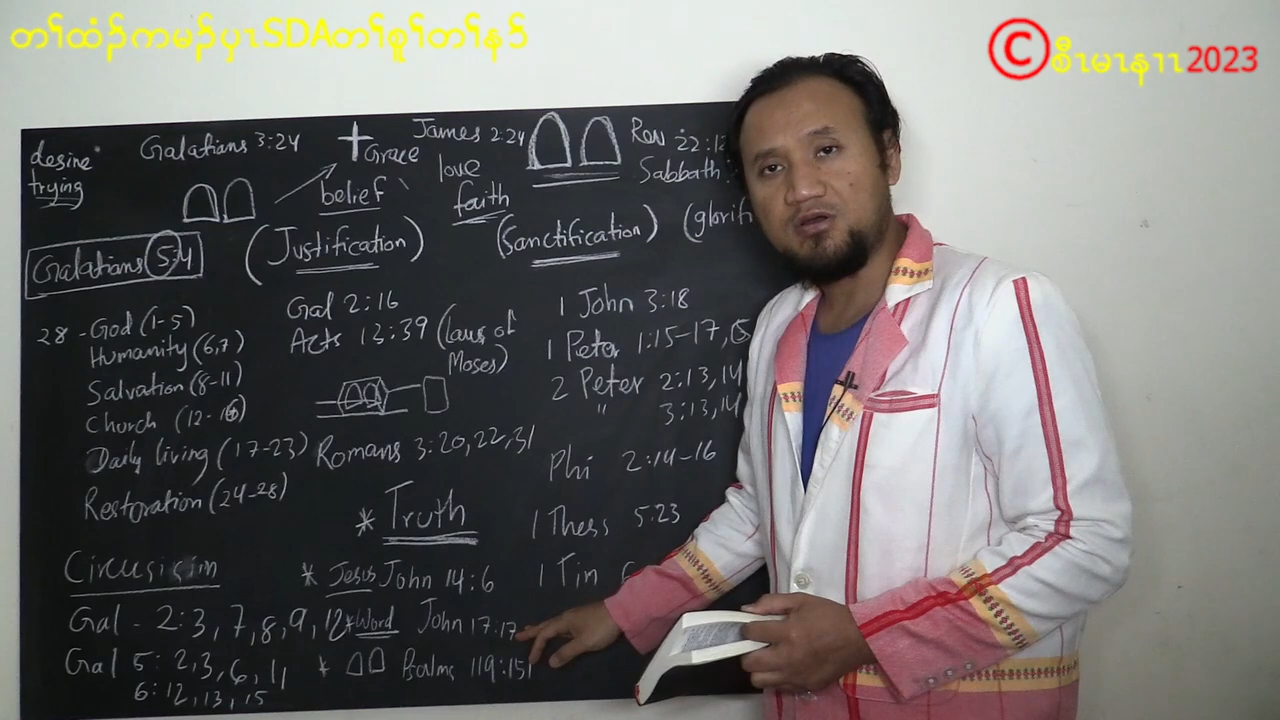 တၢ်ထံၣ်ကမၣ်ပှၤSDAတၢ်စူၢ်တၢ်နာ်
©စီၤမၤနၢၤ2023
desire
trying
Galatians 3:24
Grace
belief
James 2:24
love
faith
Rev 22:12
Sabbath
Galatians 5:4
(Justification)
(Sanctification)
(glorifi
28 - God (1-5)
Humanity (6,7)
Salvation (8-11)
Church
Daily living (17-23)
Restoration (24-28)
Gal 2:16
Acts 13:39 (laws of
Moses)
Romans 3:20,22,31
1 John 3:18
1 Peter 1:15-17,
2 Peter 2:13,14
" 3:13,14
Phi 2:14-16
1 Thess 5:23
1 Tim
* Truth
* Jesus John 14:6
* Word John 17:17
* Psalms 119:151
Circusisim
Gal - 2:3, 7, 8, 9, 12
Gal 5: 2,3, 6, 11
6: 12, 13, 15